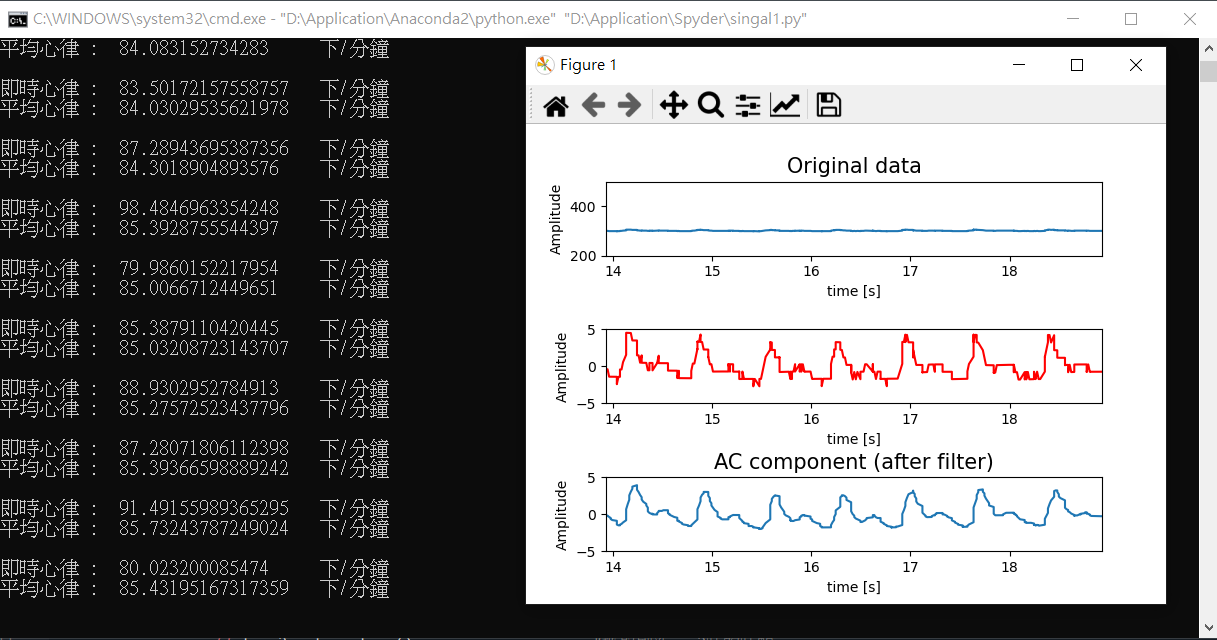 C:\WINDOWS\system32\cmd.exe - "D:\Application\Anaconda2\python.exe" "D:\Application\Spyder\singal1.py"
平均心律 : 84.083152734283 下/分鐘
即時心律 : 83.50172157558757 下/分鐘
平均心律 : 84.03029535621978 下/分鐘
即時心律 : 87.28943695387356 下/分鐘
平均心律 : 84.3018904893576 下/分鐘
即時心律 : 98.4846963354248 下/分鐘
平均心律 : 85.3928755544397 下/分鐘
即時心律 : 79.9860152217954 下/分鐘
平均心律 : 85.0066712449651 下/分鐘
即時心律 : 85.3879110420445 下/分鐘
平均心律 : 85.03208723143707 下/分鐘
即時心律 : 88.9302952784913 下/分鐘
平均心律 : 85.27572523437796 下/分鐘
即時心律 : 87.28071806112398 下/分鐘
平均心律 : 85.39366598889242 下/分鐘
即時心律 : 91.49155989365295 下/分鐘
平均心律 : 85.73243787249024 下/分鐘
即時心律 : 80.023200085474 下/分鐘
平均心律 : 85.43195167317359 下/分鐘
Figure 1
Original data
Amplitude
400
200
14 15 16 17 18
time [s]
Amplitude
5
0
−5
14 15 16 17 18
time [s]
AC component (after filter)
Amplitude
5
0
−5
14 15 16 17 18
time [s]